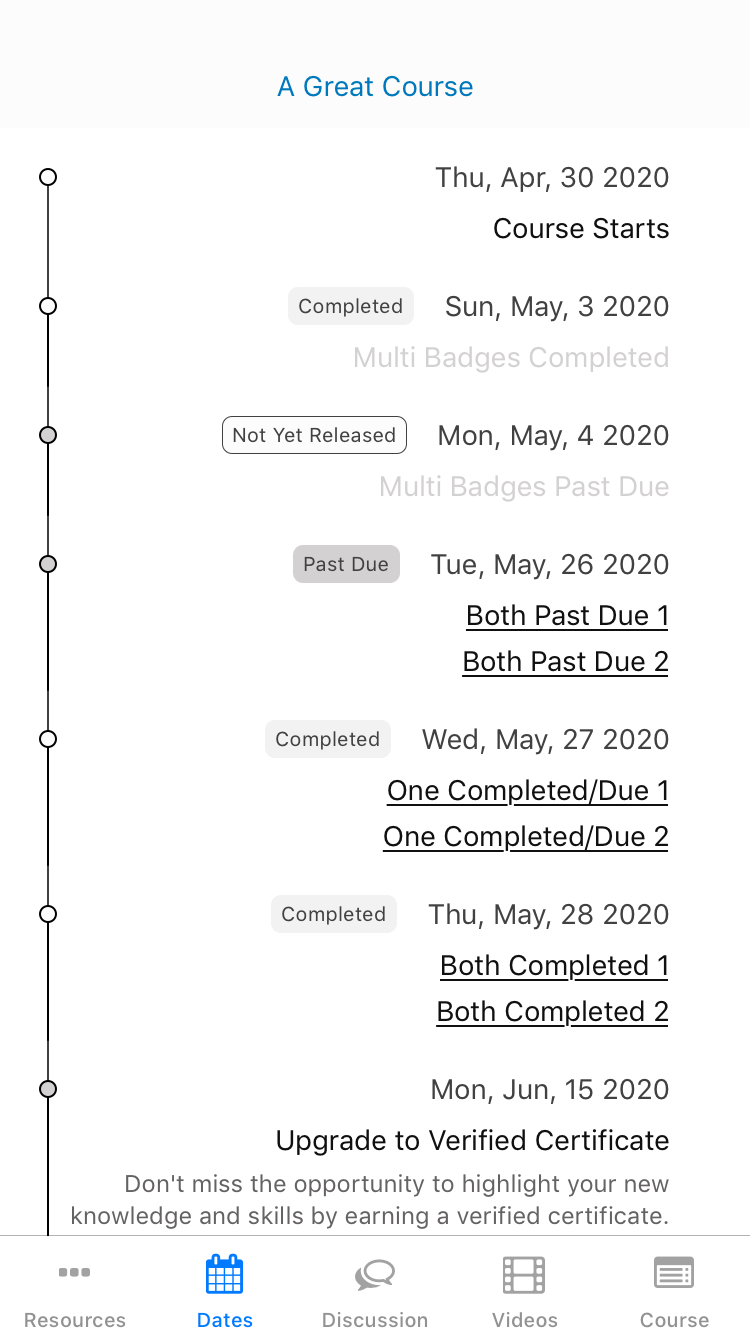 A Great Course
Thu, Apr, 30 2020
Course Starts
Completed Sun, May, 3 2020
Multi Badges Completed
Not Yet Released Mon, May, 4 2020
Multi Badges Past Due
Past Due Tue, May, 26 2020
Both Past Due 1
Both Past Due 2
Completed Wed, May, 27 2020
One Completed/Due 1
One Completed/Due 2
Completed Thu, May, 28 2020
Both Completed 1
Both Completed 2
Mon, Jun, 15 2020
Upgrade to Verified Certificate
Don't miss the opportunity to highlight your new
knowledge and skills by earning a verified certificate.
Resources Dates Discussion Videos Course